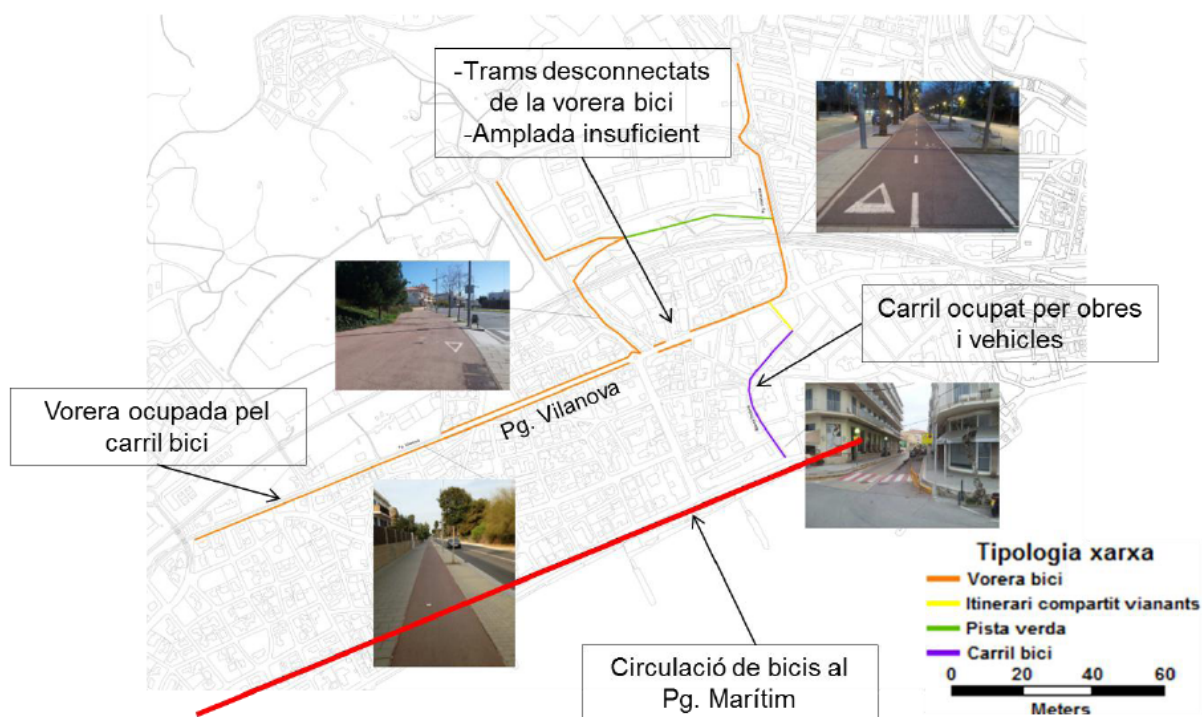 -Trams desconnectats
de la vorera bici
-Amplada insuficient
Carril ocupat per obres
i vehicles
Vorera ocupada pel
carril bici
Pg. Vilanova
Circulació de bicis al
Pg. Marítim
Tipologia xarxa
Vorera bici
Itinerari compartit vianants
Pista verda
Carril bici
0 20 40 60
Meters